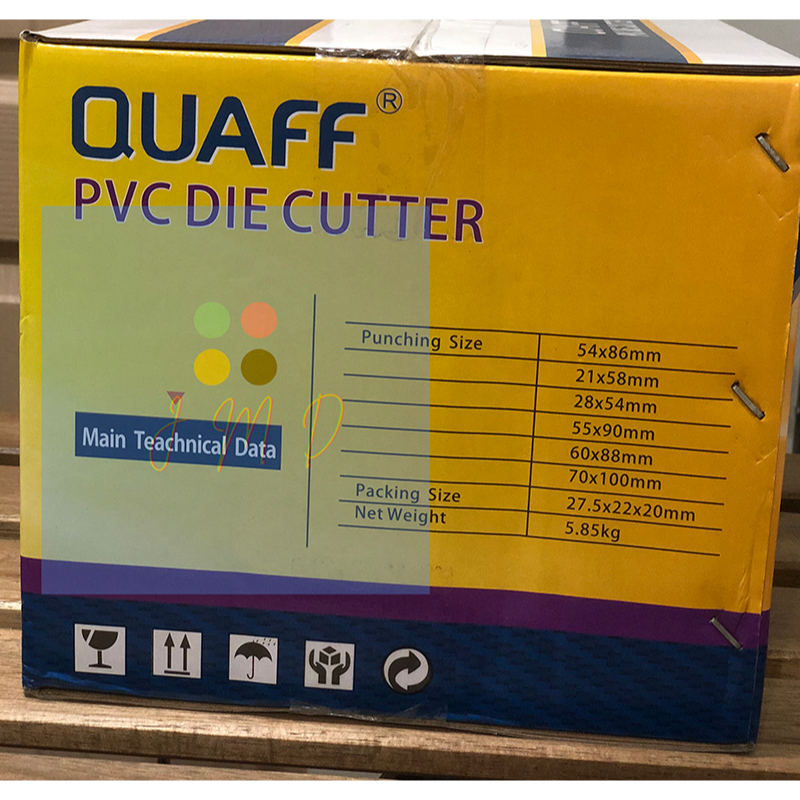 QUAFF®
PVC DIE CUTTER
Main Teachnical Data
Punching Size 54x86mm
21x58mm
28x54mm
55x90mm
60x88mm
70x100mm
Packing Size 27.5x22x20mm
Net Weight 5.85kg
J M D